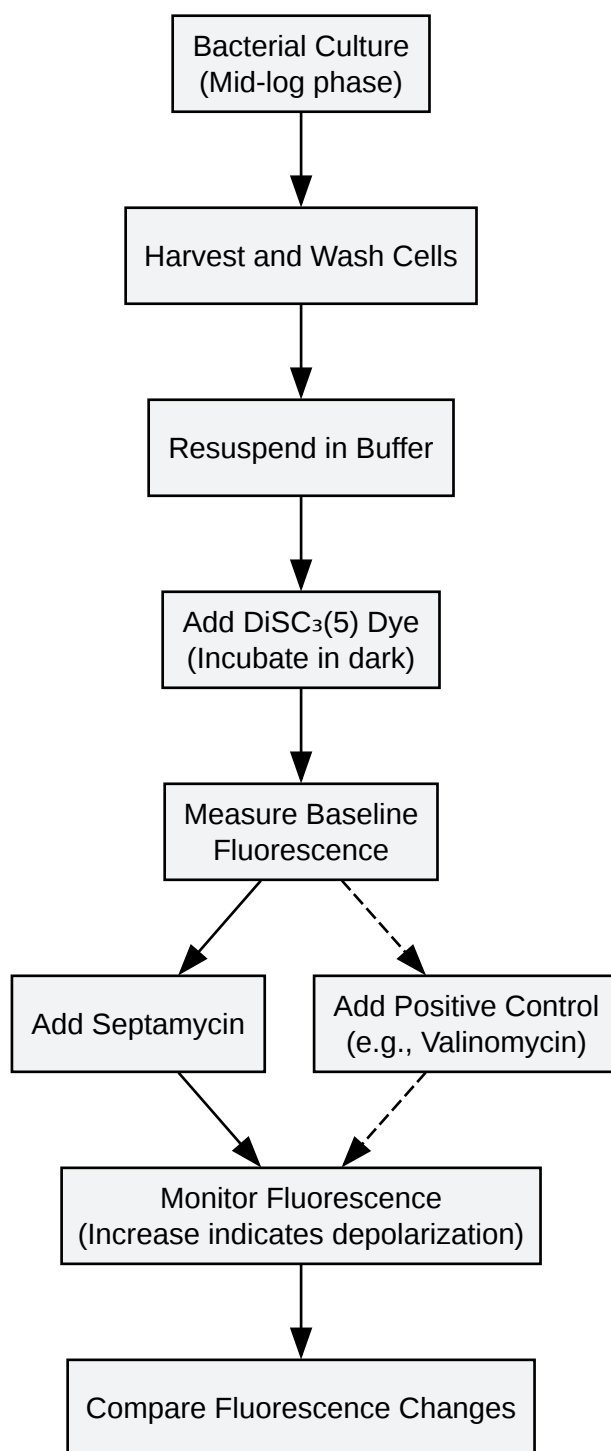 Bacterial Culture
(Mid-log phase)
Harvest and Wash Cells
Resuspend in Buffer
Add DiSC₃(5) Dye
(Incubate in dark)
Measure Baseline
Fluorescence
Add Septamycin
Add Positive Control
(e.g., Valinomycin)
Monitor Fluorescence
(Increase indicates depolarization)
Compare Fluorescence Changes